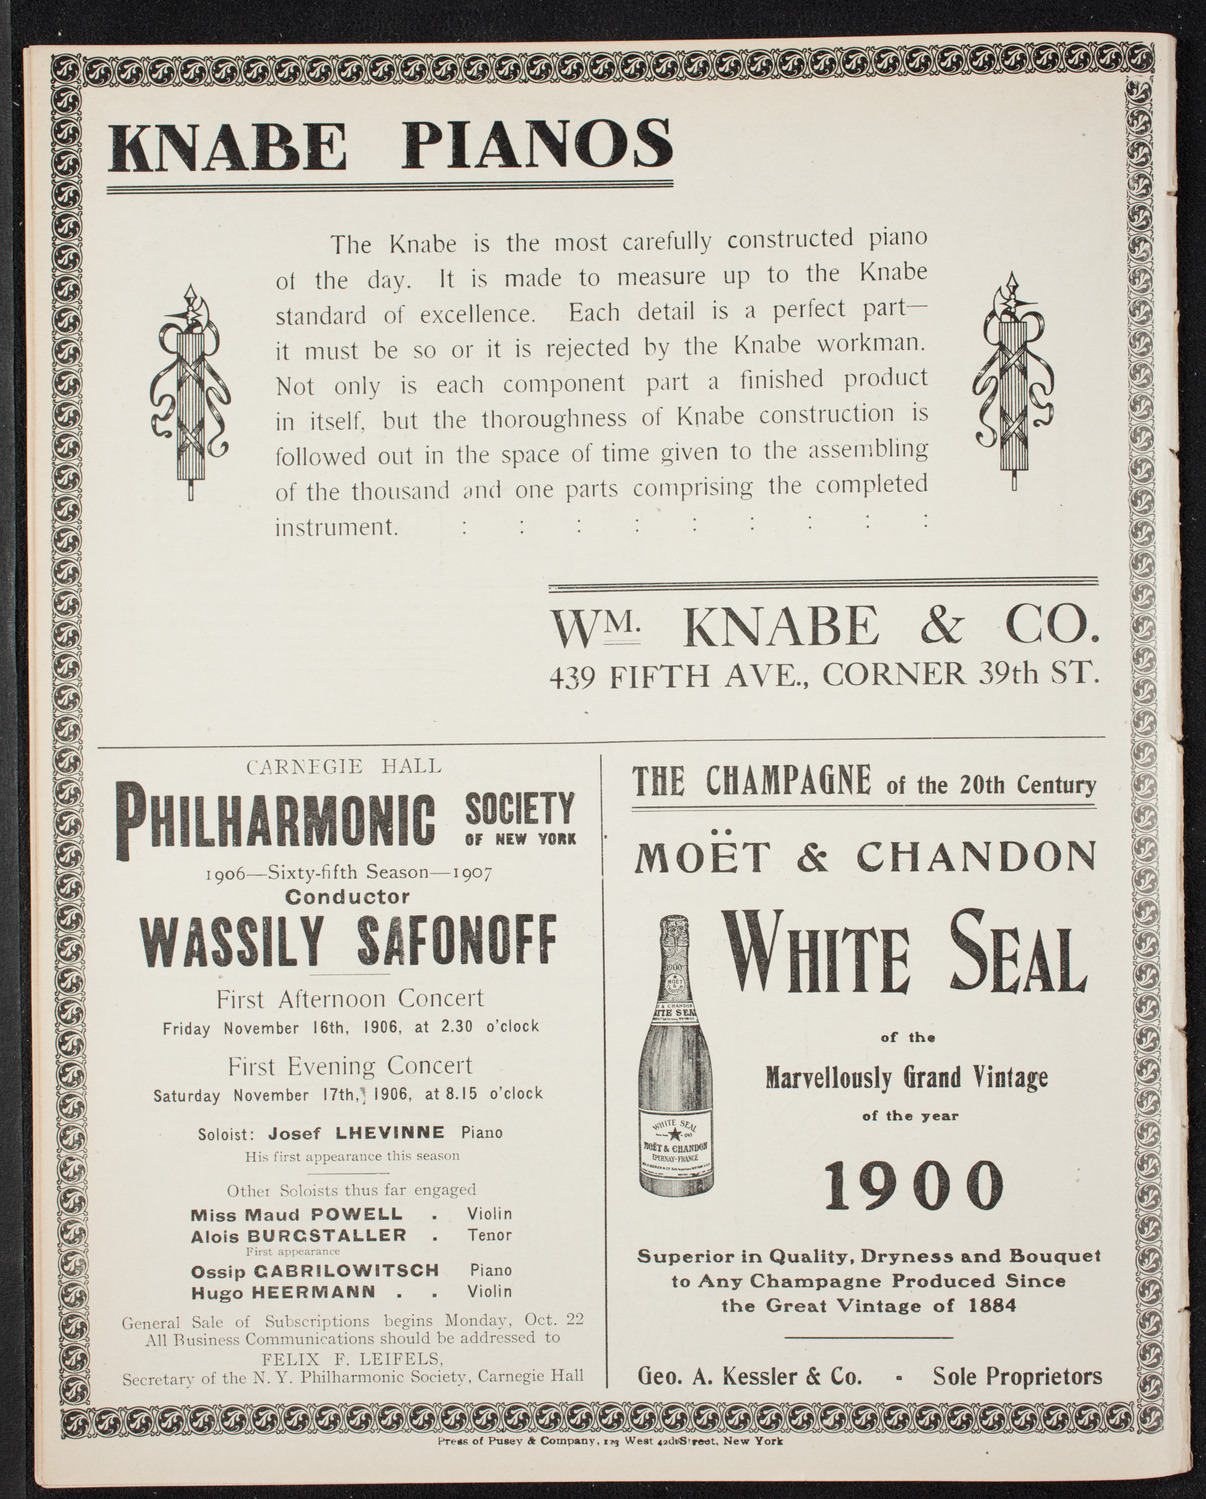 KNABE PIANOS
The Knabe is the most carefully constructed piano
of the day. It is made to measure up to the Knabe
standard of excellence. Each detail is a perfect part—
it must be so or it is rejected by the Knabe workman.
Not only is each component part a finished product
in itself, but the thoroughness of Knabe construction is
followed out in the space of time given to the assembling
of the thousand and one parts comprising the completed
instrument. : : : : : : : : :
WM. KNABE & CO.
439 FIFTH AVE., CORNER 39th ST.
CARNEGIE HALL
PHILHARMONIC SOCIETY
OF NEW YORK
1906—Sixty-fifth Season—1907
Conductor
WASSILY SAFONOFF
First Afternoon Concert
Friday November 16th, 1906, at 2.30 o'clock
First Evening Concert
Saturday November 17th, 1906, at 8.15 o'clock
Soloist: Josef LHEVINNE Piano
His first appearance this season
Other Soloists thus far engaged
Miss Maud POWELL . Violin
Alois BURGSTALLER . Tenor
First appearance
Ossip GABRILOWITSCH Piano
Hugo HEERMANN . . Violin
General Sale of Subscriptions begins Monday, Oct. 22
All Business Communications should be addressed to
FELIX F. LEIFELS,
Secretary of the N. Y. Philharmonic Society, Carnegie Hall
THE CHAMPAGNE of the 20th Century
MOËT & CHANDON
WHITE SEAL
1900
MOËT
& CHANDON
ITE SEA
WHITE SEAL
MOËT & CHANDON
EPERNAY-FRANCE
of the
Marvellously Grand Vintage
of the year
1900
Superior in Quality, Dryness and Bouquet
to Any Champagne Produced Since
the Great Vintage of 1884
Geo. A. Kessler & Co. - Sole Proprietors
Press of Pusey & Company, 123 West 42d Street, New York